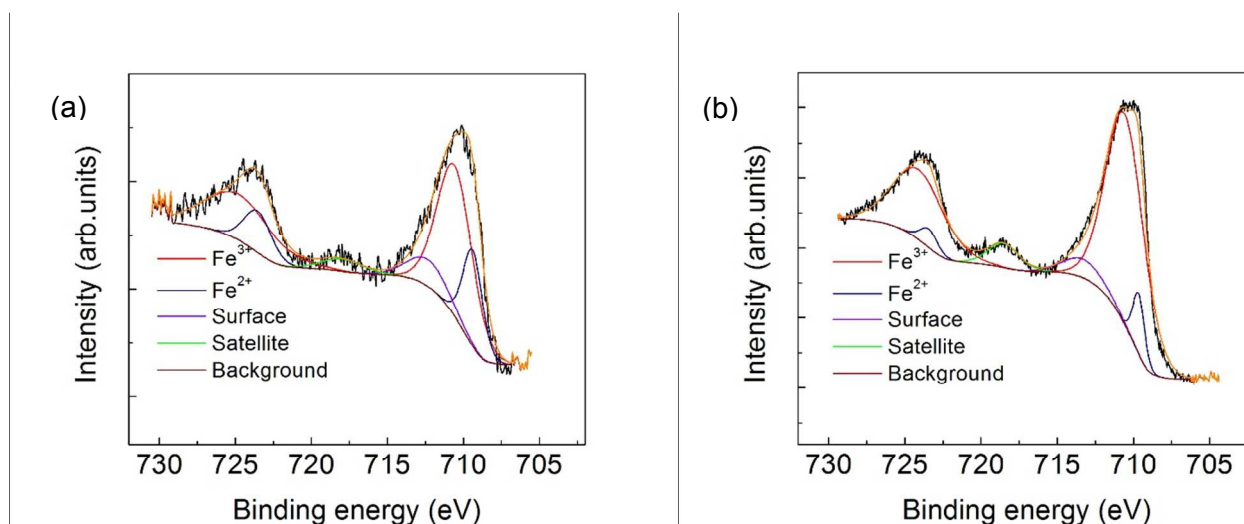 (a)
Intensity (arb.units)
Fe³⁺
Fe²⁺
Surface
Satellite
Background
730 725 720 715 710 705
Binding energy (eV)
(b)
Intensity (arb.units)
Fe³⁺
Fe²⁺
Surface
Satellite
Background
730 725 720 715 710 705
Binding energy (eV)